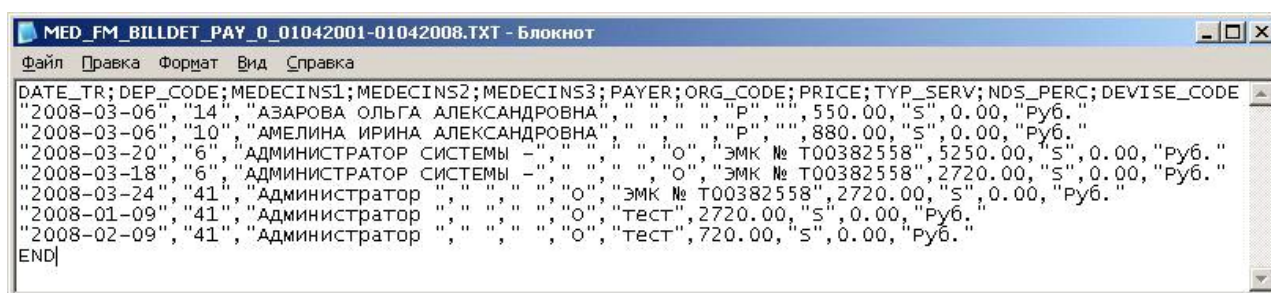 MED_FM_BILLDET_PAY_0_01042001-01042008.TXT - Блокнот
Файл Правка Формат Вид Справка
DATE_TR;DEP_CODE;MEDECINS1;MEDECINS2;MEDECINS3;PAYER;ORG_CODE;PRICE;TYP_SERV;NDS_PERC;DEVISE_CODE
"2008-03-06","14","АЗАРОВА ОЛЬГА АЛЕКСАНДРОВНА"," "," ","P","",550.00,"S",0.00,"Руб."
"2008-03-06","10","АМЕЛИНА ИРИНА АЛЕКСАНДРОВНА"," "," ","P","",880.00,"S",0.00,"Руб."
"2008-03-20","6","АДМИНИСТРАТОР СИСТЕМЫ -"," "," ","O","ЭМК № T00382558",5250.00,"S",0.00,"Руб."
"2008-03-18","6","АДМИНИСТРАТОР СИСТЕМЫ -"," "," ","O","ЭМК № T00382558",2720.00,"S",0.00,"Руб."
"2008-03-24","41","Администратор "," "," ","O","ЭМК № T00382558",2720.00,"S",0.00,"Руб."
"2008-01-09","41","Администратор "," "," ","O","тест",2720.00,"S",0.00,"Руб."
"2008-02-09","41","Администратор "," "," ","O","тест",720.00,"S",0.00,"Руб."
END